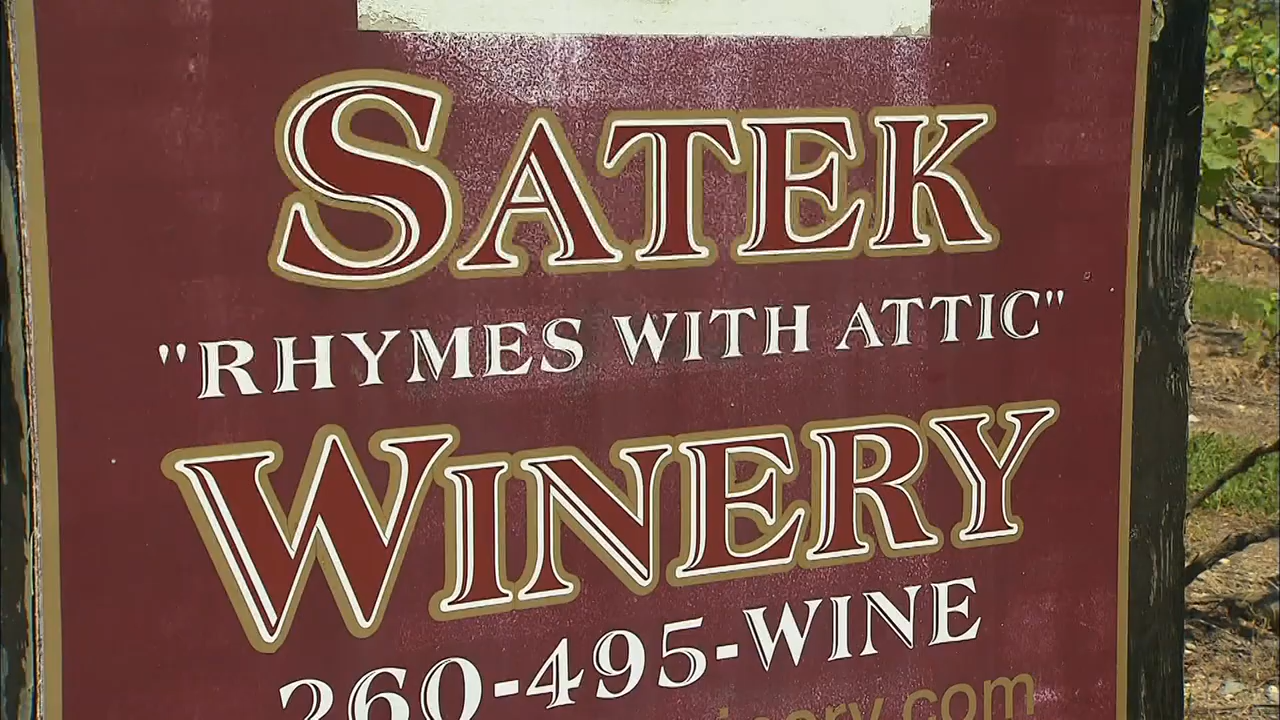 SATEK
"RHYMES WITH ATTIC"
WINERY
260-495-WINE